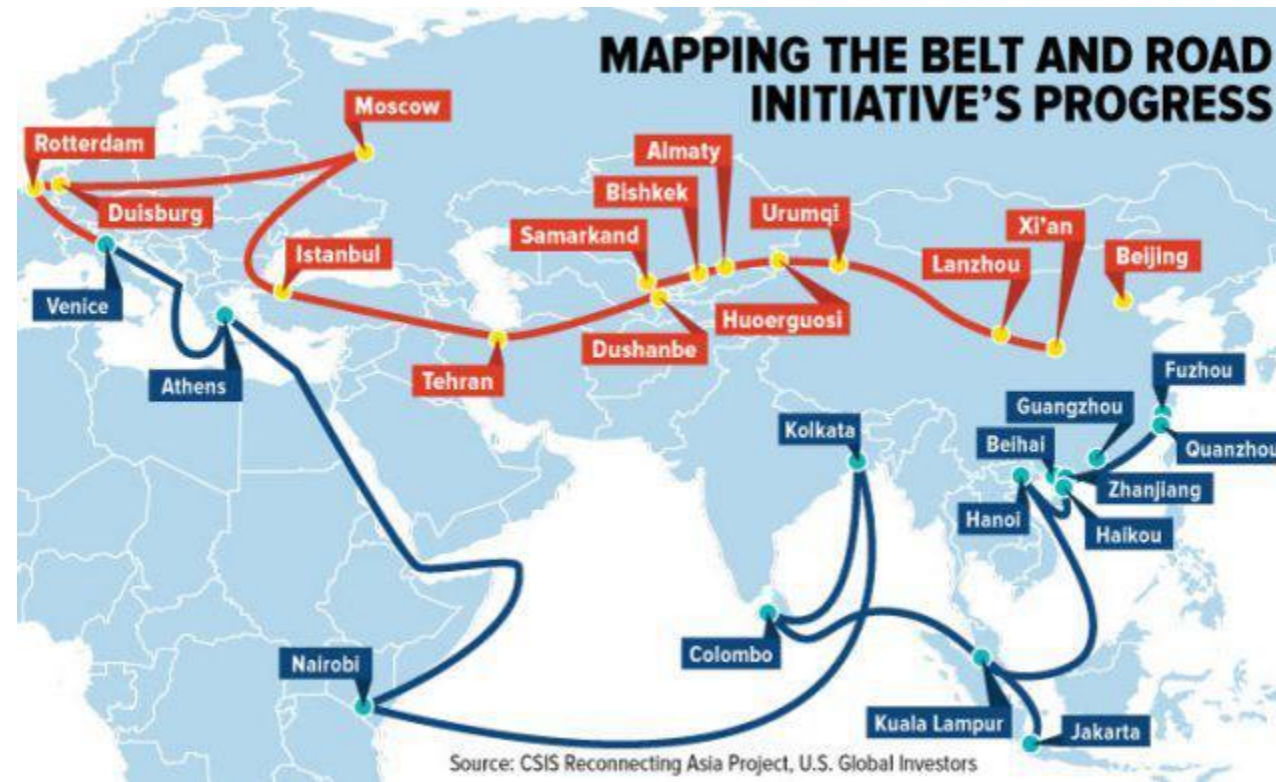 MAPPING THE BELT AND ROAD
INITIATIVE'S PROGRESS
Moscow
Rotterdam
Almaty
Bishkek
Duisburg
Urumqi
Xi'an
Samarkand
Istanbul
Lanzhou
Beijing
Venice
Huoerguosi
Dushanbe
Tehran
Athens
Fuzhou
Guangzhou
Kolkata
Beihai
Quanzhou
Zhanjiang
Hanoi
Haikou
Colombo
Nairobi
Kuala Lampur
Jakarta
Source: CSIS Reconnecting Asia Project, U.S. Global Investors